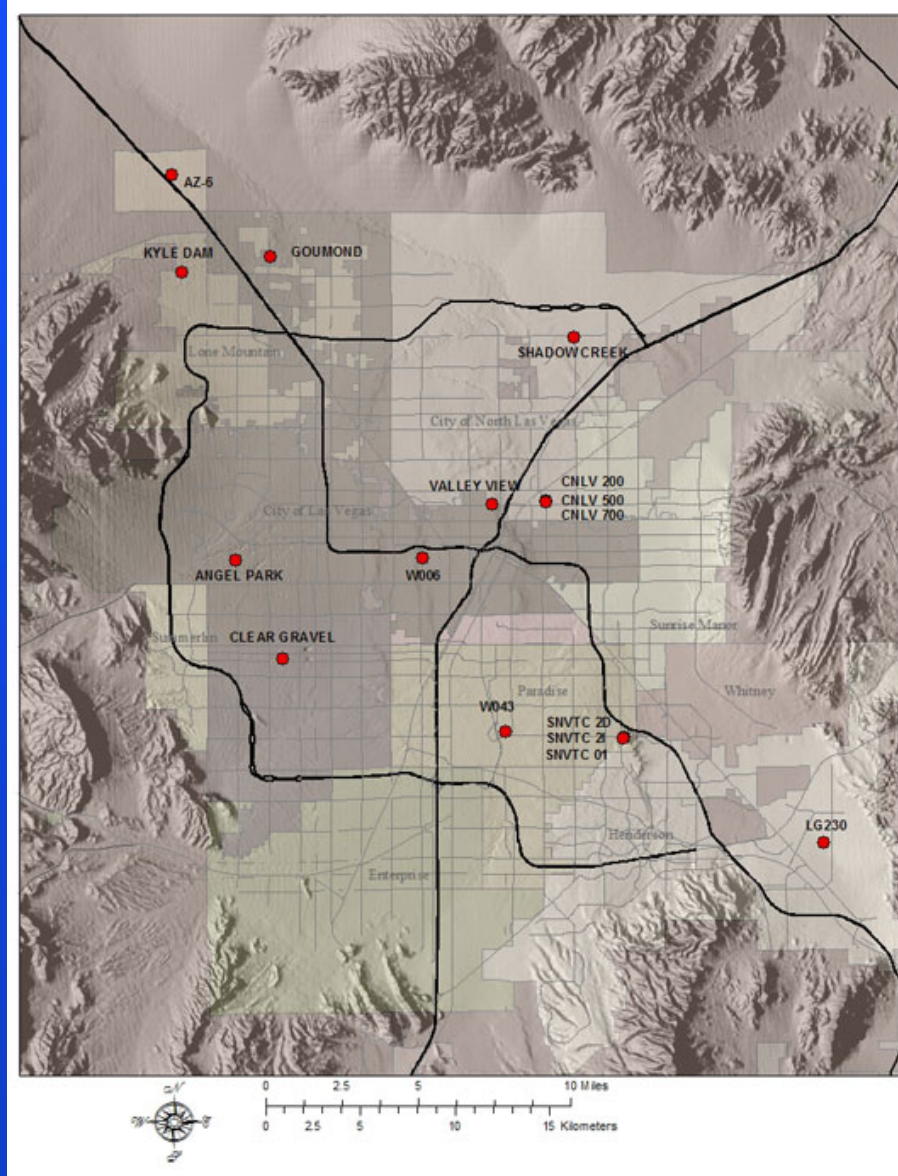 AZ-6
KYLE DAM
GOUMOND
Lone Mountain
SHADOW CREEK
City of North Las Vegas
VALLEY VIEW
CNLV 200
CNLV 500
CNLV 700
City of Las Vegas
ANGEL PARK
W006
Summerlin
CLEAR GRAVEL
Sunrise Manor
Paradise
Whitney
W043
SNVTC 2D
SNVTC 2I
SNVTC 01
LG230
Henderson
Enterprise
N
W
E
S
0 2.5 5 10 Miles
0 2.5 5 10 15 Kilometers